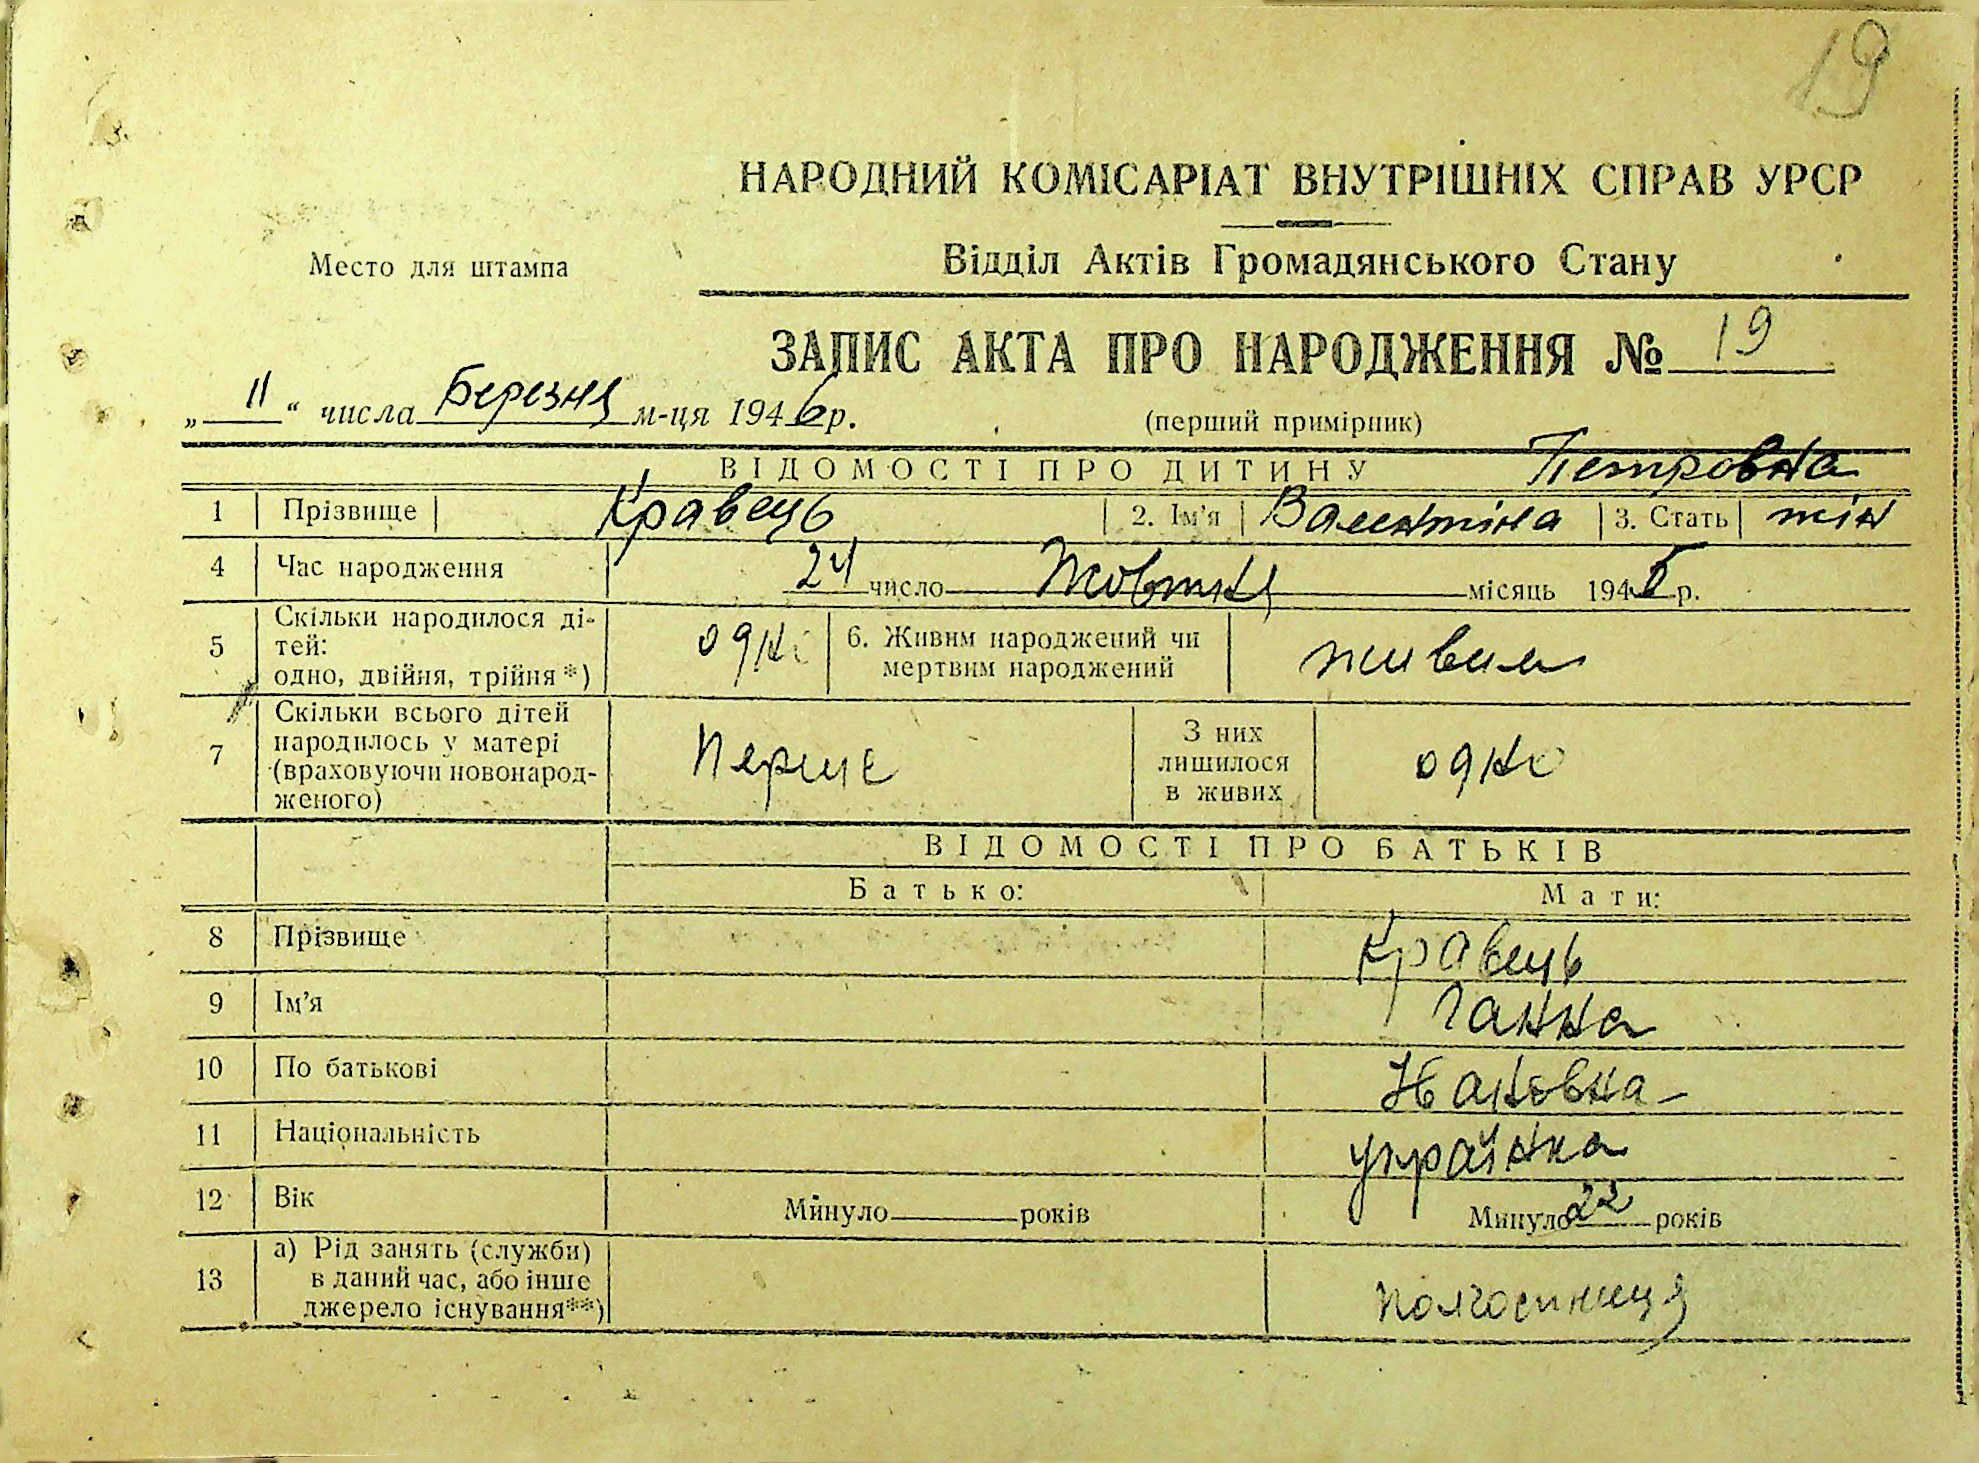 19
НАРОДНИЙ КОМІСАРІАТ ВНУТРІШНІХ СПРАВ УРСР
Место для штампа
Відділ Актів Громадянського Стану
ЗАПИС АКТА ПРО НАРОДЖЕННЯ № 19
„ 11 “ числа Березня м-ця 1946 р.
(перший примірник)
ВІДОМОСТІ ПРО ДИТИНУ Петровна
1 Прізвище Кравець 2. Ім’я Валентіна 3. Стать жін
4 Час народження 24 число Жовтня місяць 1945 р.
5 Скільки народилося ді-
тей:
одно, двійня, трійня*) одно 6. Живим народжений чи
мертвим народжений живим
7 Скільки всього дітей
народилось у матері
(враховуючи новонарод-
женого) Перше З них
лишилося
в живих одно
ВІДОМОСТІ ПРО БАТЬКІВ
Батько: Мати:
8 Прізвище Кравець
9 Ім’я Ганна
10 По батькові
11 Національність українка
12 Вік Минуло років Минуло 22 років
13 а) Рід занять (служби)
в даний час, або інше
джерело існування**) колгоспниця